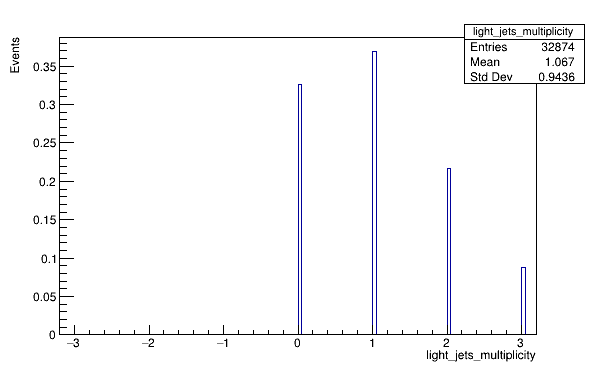 light_jets_multiplicity
Entries 32874
Mean 1.067
Std Dev 0.9436
Events
0.35
0.3
0.25
0.2
0.15
0.1
0.05
0
−3 −2 −1 0 1 2 3
light_jets_multiplicity